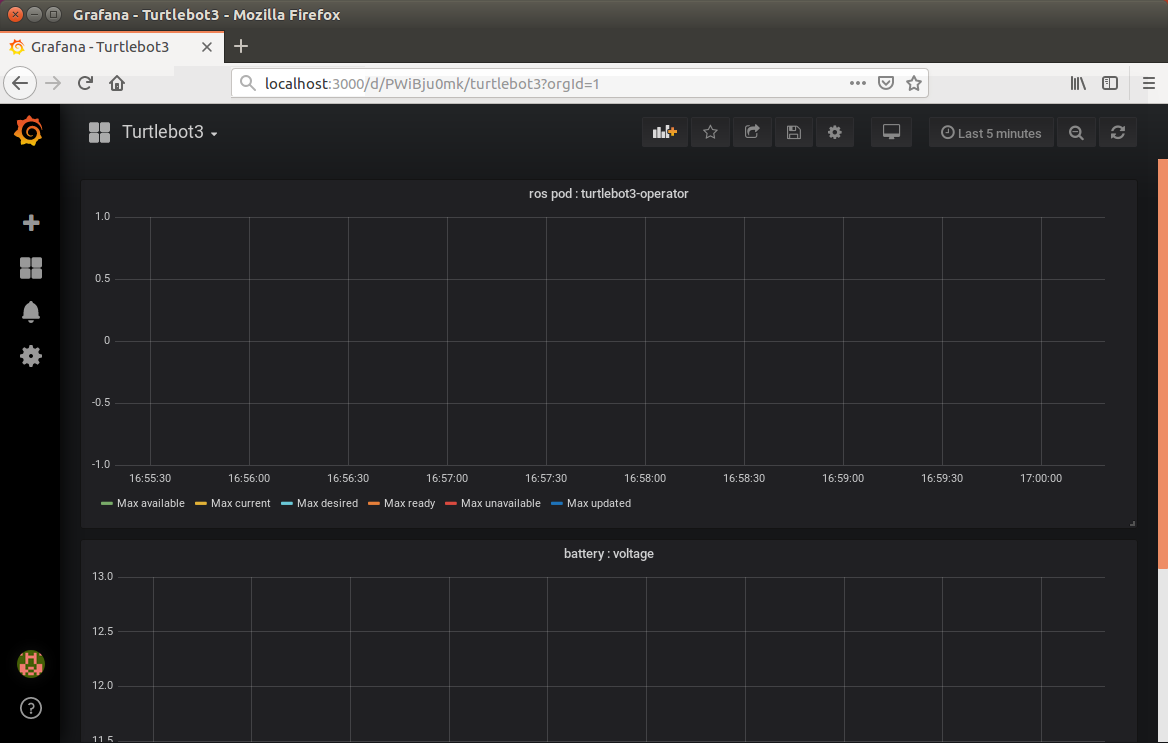 Grafana - Turtlebot3 - Mozilla Firefox
Grafana - Turtlebot3
localhost:3000/d/PWiBju0mk/turtlebot3?orgId=1
Turtlebot3
Last 5 minutes
ros pod : turtlebot3-operator
1.0
0.5
0
-0.5
-1.0
16:55:30 16:56:00 16:56:30 16:57:00 16:57:30 16:58:00 16:58:30 16:59:00 16:59:30 17:00:00
Max available Max current Max desired Max ready Max unavailable Max updated
battery : voltage
13.0
12.5
12.0
11.5